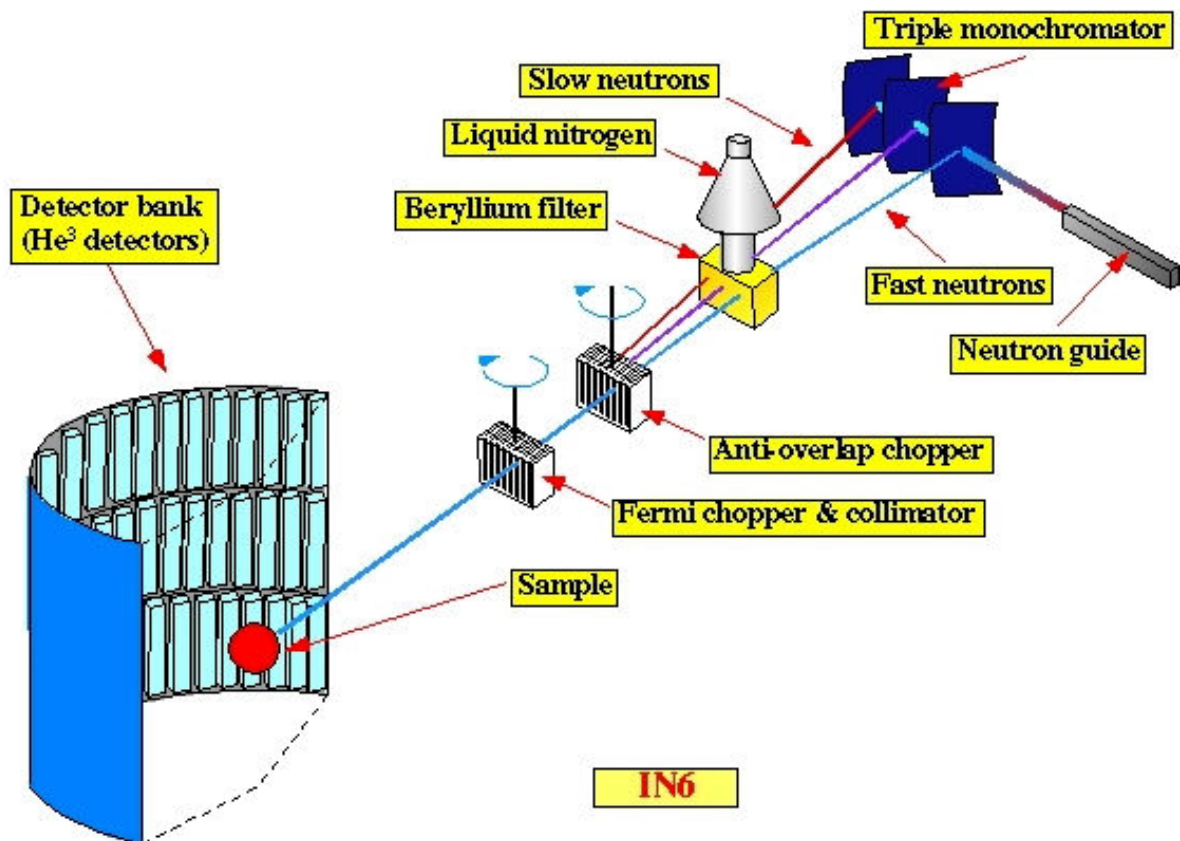 Triple monochromator
Slow neutrons
Liquid nitrogen
Beryllium filter
Detector bank
(He³ detectors)
Fast neutrons
Neutron guide
Anti-overlap chopper
Fermi chopper & collimator
Sample
IN6